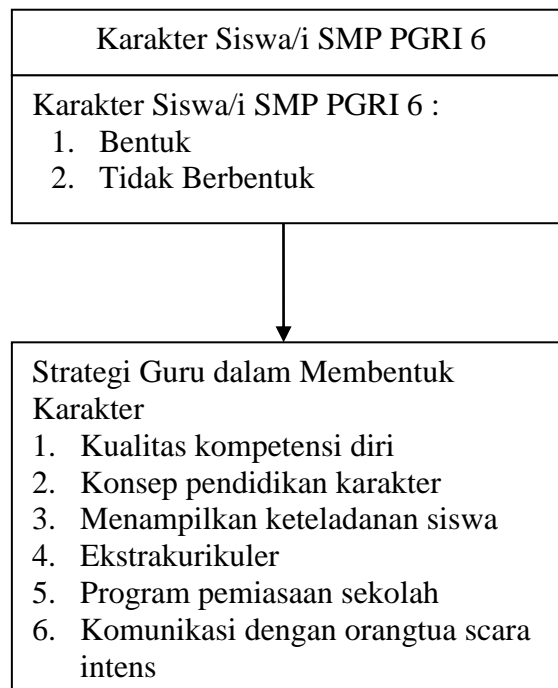 Karakter Siswa/i SMP PGRI 6
Karakter Siswa/i SMP PGRI 6 :
1. Bentuk
2. Tidak Berbentuk
Strategi Guru dalam Membentuk
Karakter
1. Kualitas kompetensi diri
2. Konsep pendidikan karakter
3. Menampilkan keteladanan siswa
4. Ekstrakurikuler
5. Program pemiasaan sekolah
6. Komunikasi dengan orangtua scara
intens